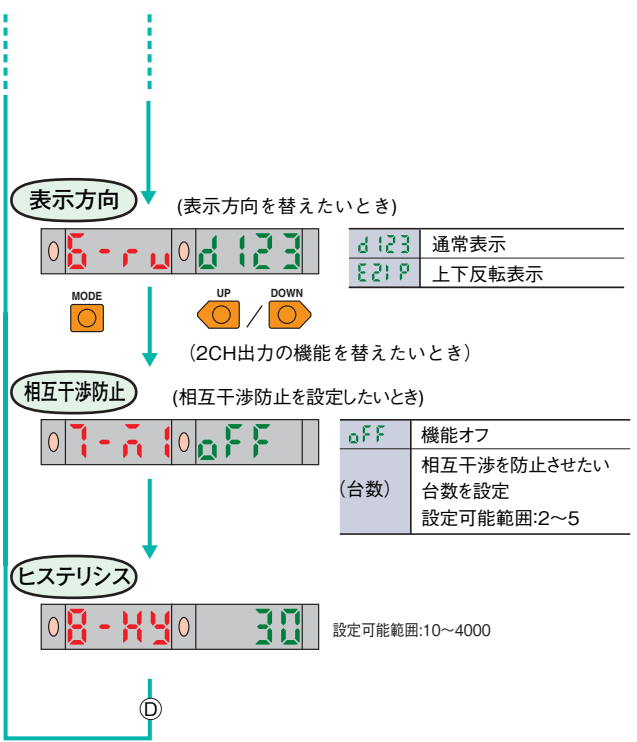 表示方向
(表示方向を替えたいとき)
6-ru d123
d123 通常表示
E21P 上下反転表示
MODE UP / DOWN
(2CH出力の機能を替えたいとき)
相互干渉防止
(相互干渉防止を設定したいとき)
oFF
oFF 機能オフ
(台数) 相互干渉を防止させたい
台数を設定
設定可能範囲:2～5
ヒステリシス
8-HY 30
設定可能範囲:10～4000
D